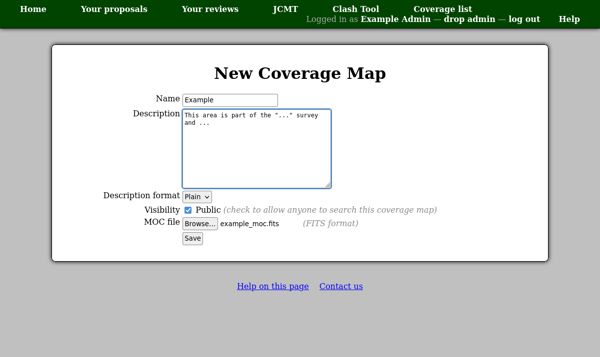 Home Your proposals Your reviews JCMT Clash Tool Coverage list
Logged in as Example Admin — drop admin — log out Help
New Coverage Map
Name Example
Description This area is part of the "..." survey
and ...
Description format Plain
Visibility Public (check to allow anyone to search this coverage map)
MOC file Browse... example_moc.fits (FITS format)
Save
Help on this page Contact us